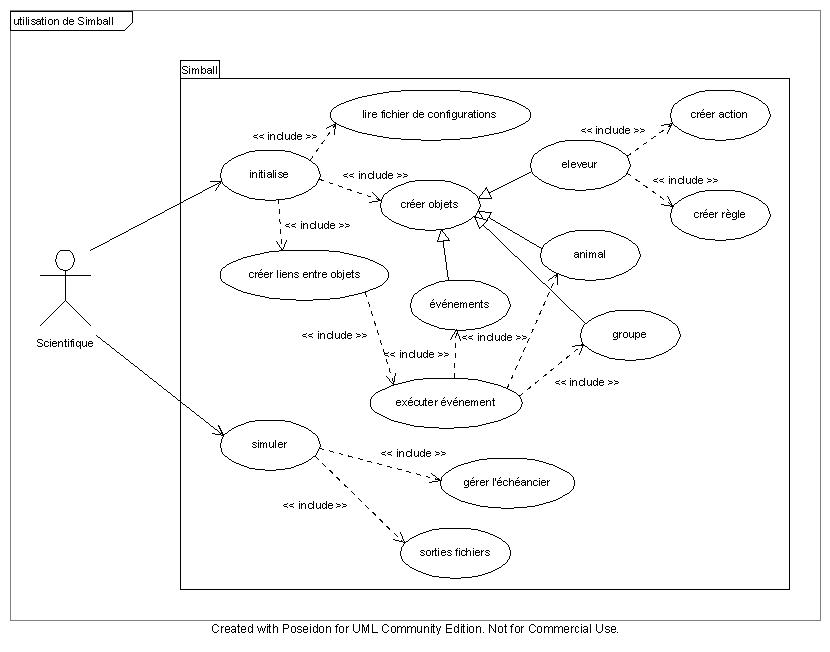 utilisation de Simball
Simball
lire fichier de configurations
créer action
<< include >>
<< include >>
eleveur
initialise
<< include >>
<< include >>
créer objets
créer règle
<< include >>
animal
créer liens entre objets
événements
Scientifique
<< include >>
<< include >>
<< include >>
groupe
<< include >>
exécuter événement
simuler
<< include >>
gérer l'échéancier
<< include >>
sorties fichiers
Created with Poseidon for UML Community Edition. Not for Commercial Use.